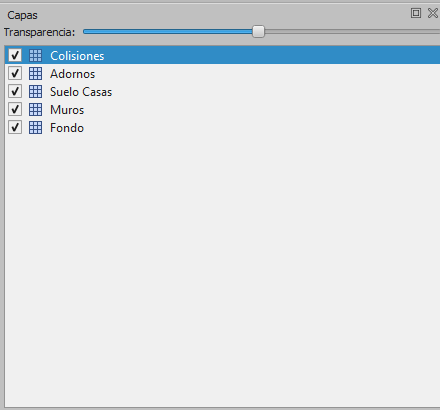 Capas
Transparencia:
Colisiones
Adornos
Suelo Casas
Muros
Fondo